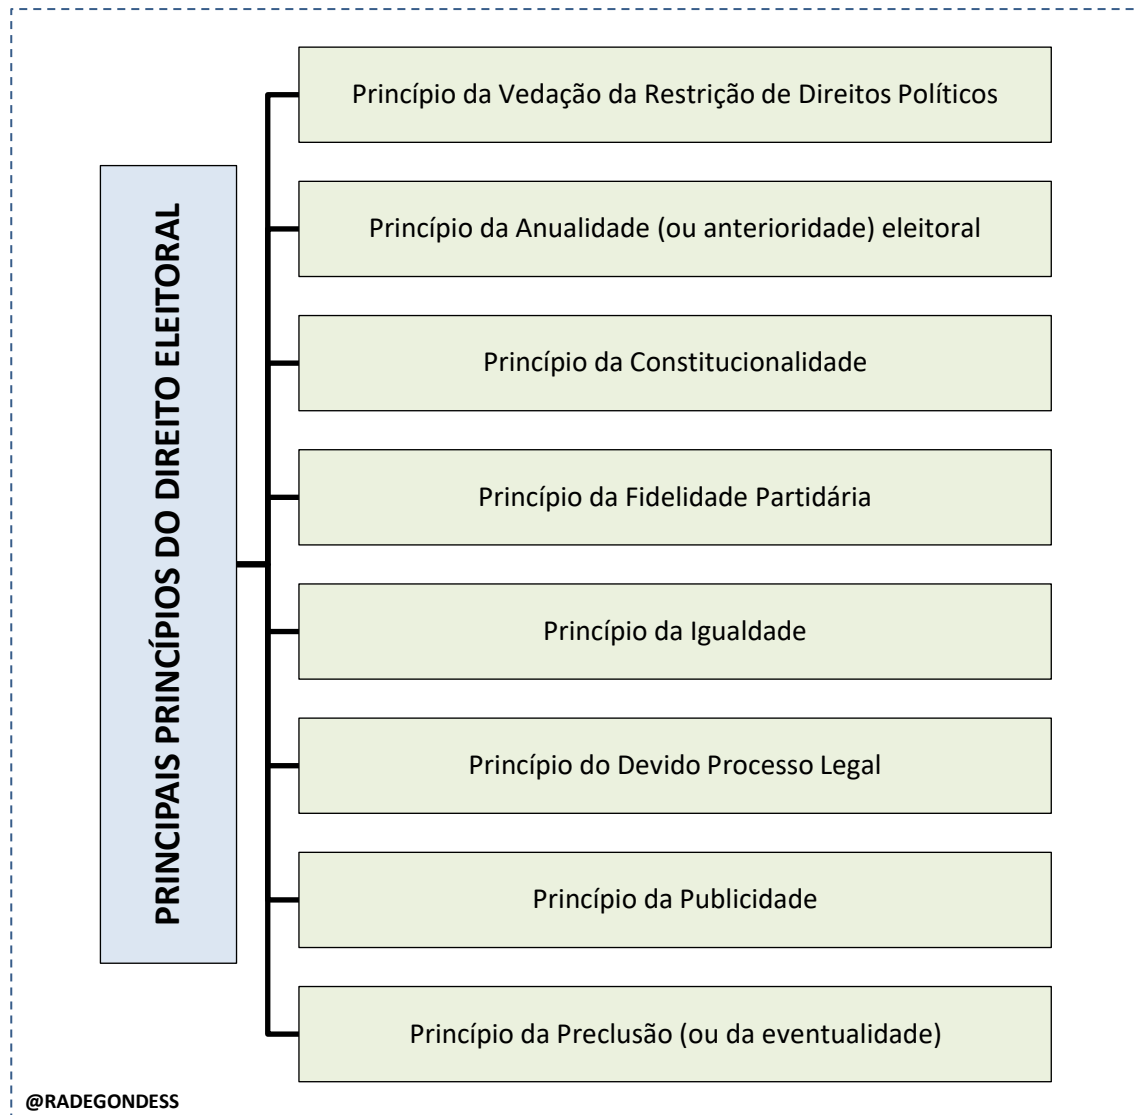 PRINCIPAIS PRINCÍPIOS DO DIREITO ELEITORAL
Princípio da Vedação da Restrição de Direitos Políticos
Princípio da Anualidade (ou anterioridade) eleitoral
Princípio da Constitucionalidade
Princípio da Fidelidade Partidária
Princípio da Igualdade
Princípio do Devido Processo Legal
Princípio da Publicidade
Princípio da Preclusão (ou da eventualidade)
@RADEGONDESS